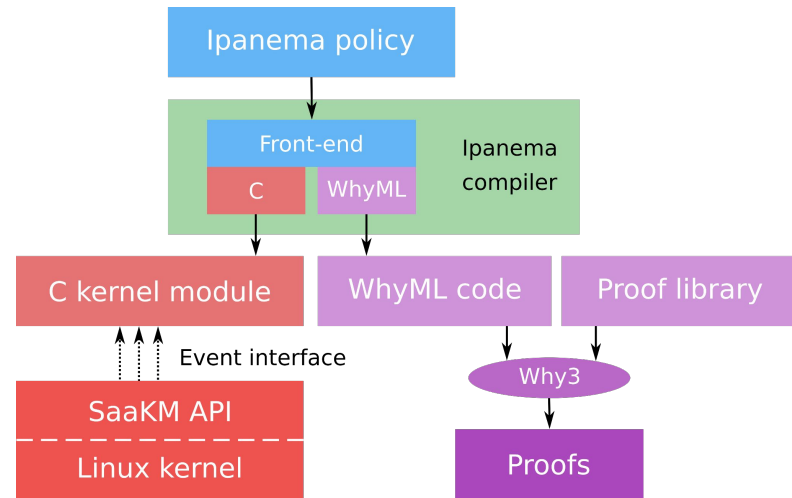 Ipanema policy
Front-end
C
WhyML
Ipanema
compiler
C kernel module
WhyML code
Proof library
Event interface
Why3
SaaKM API
Linux kernel
Proofs